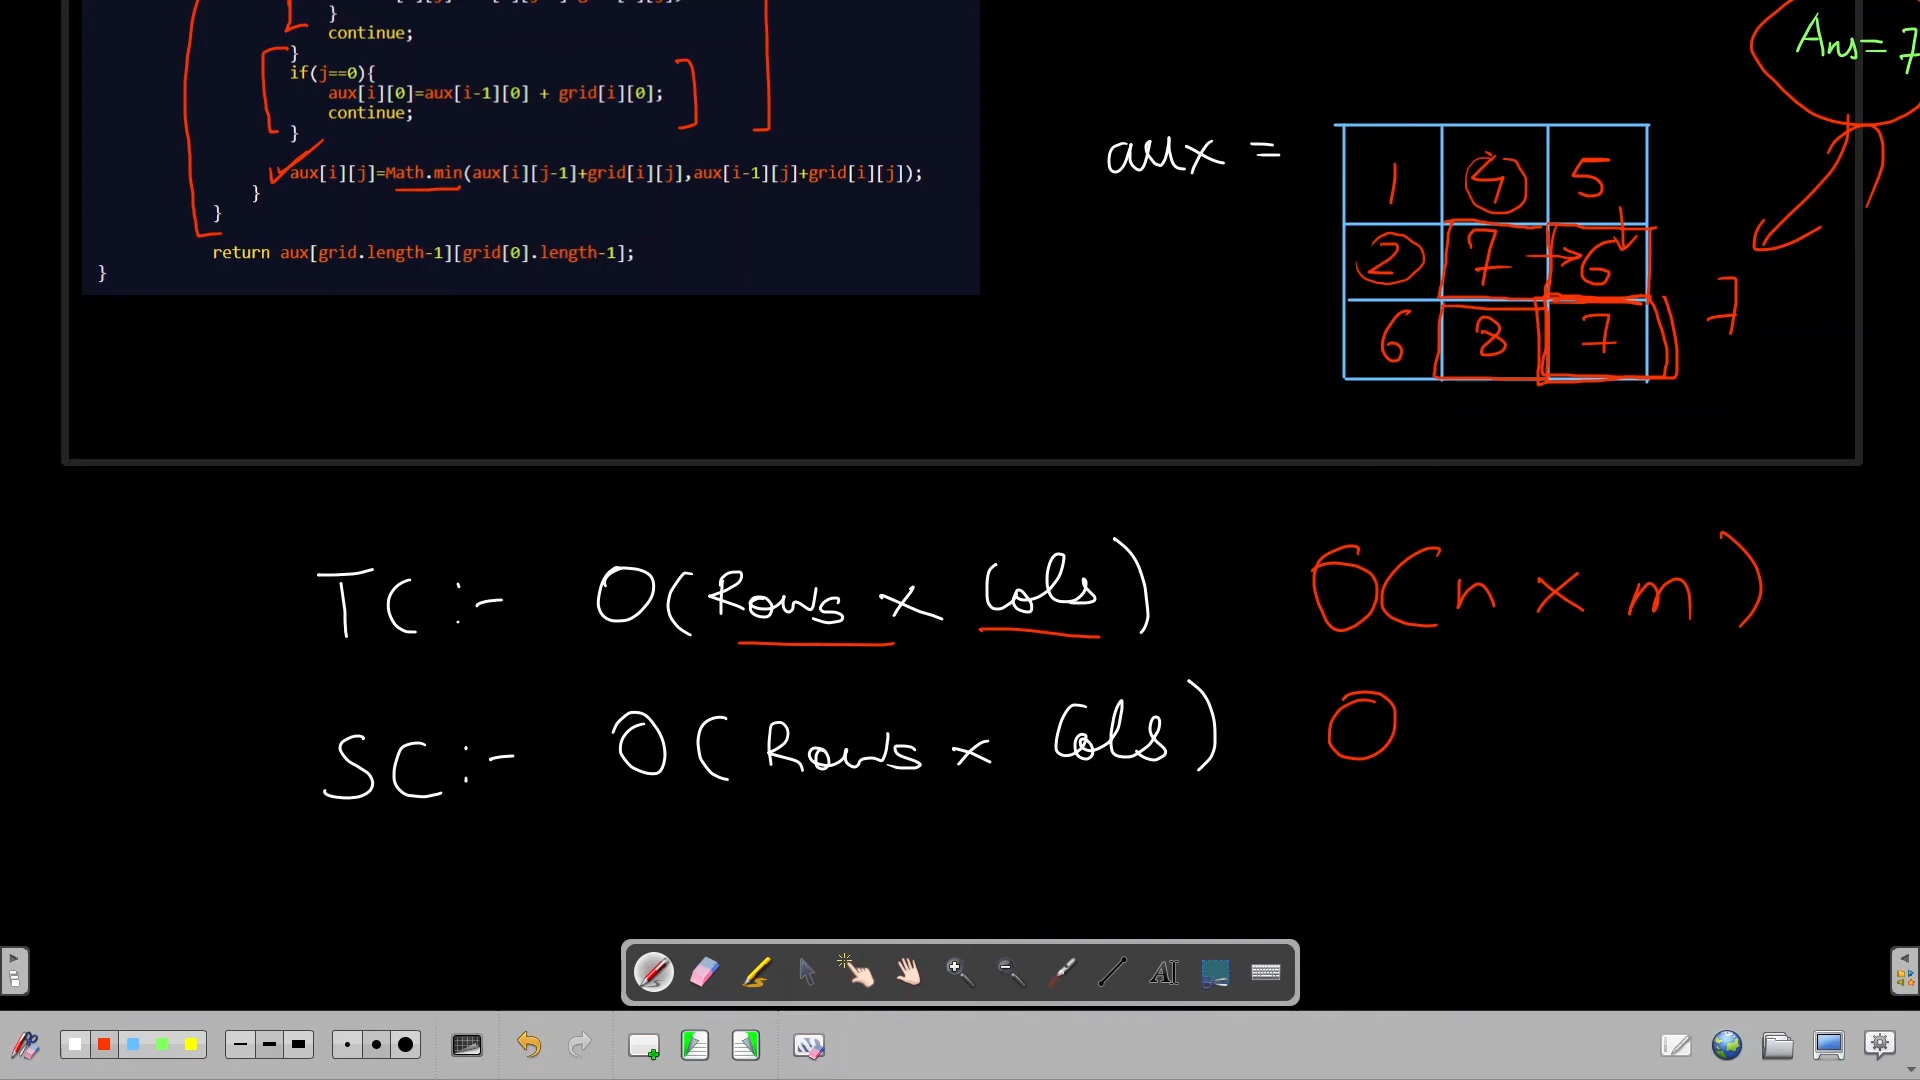 }
continue;
}
if(j==0){
aux[i][0]=aux[i-1][0] + grid[i][0];
continue;
}
aux[i][j]=Math.min(aux[i][j-1]+grid[i][j],aux[i-1][j]+grid[i][j]);
}
}
return aux[grid.length-1][grid[0].length-1];
}
Ans = 7
aux =
1 4 5
2 7 6
6 8 7
7
TC :- O(Rows x Cols) O(n x m)
SC :- O(Rows x Cols) O
AI